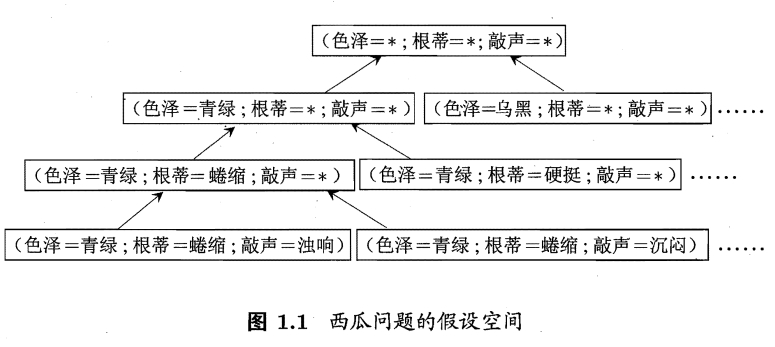 (色泽=*;根蒂=*;敲声=*)
(色泽=青绿;根蒂=*;敲声=*) (色泽=乌黑;根蒂=*;敲声=*) ······
(色泽=青绿;根蒂=蜷缩;敲声=*) (色泽=青绿;根蒂=硬挺;敲声=*) ······
(色泽=青绿;根蒂=蜷缩;敲声=浊响) (色泽=青绿;根蒂=蜷缩;敲声=沉闷) ······
图 1.1 西瓜问题的假设空间